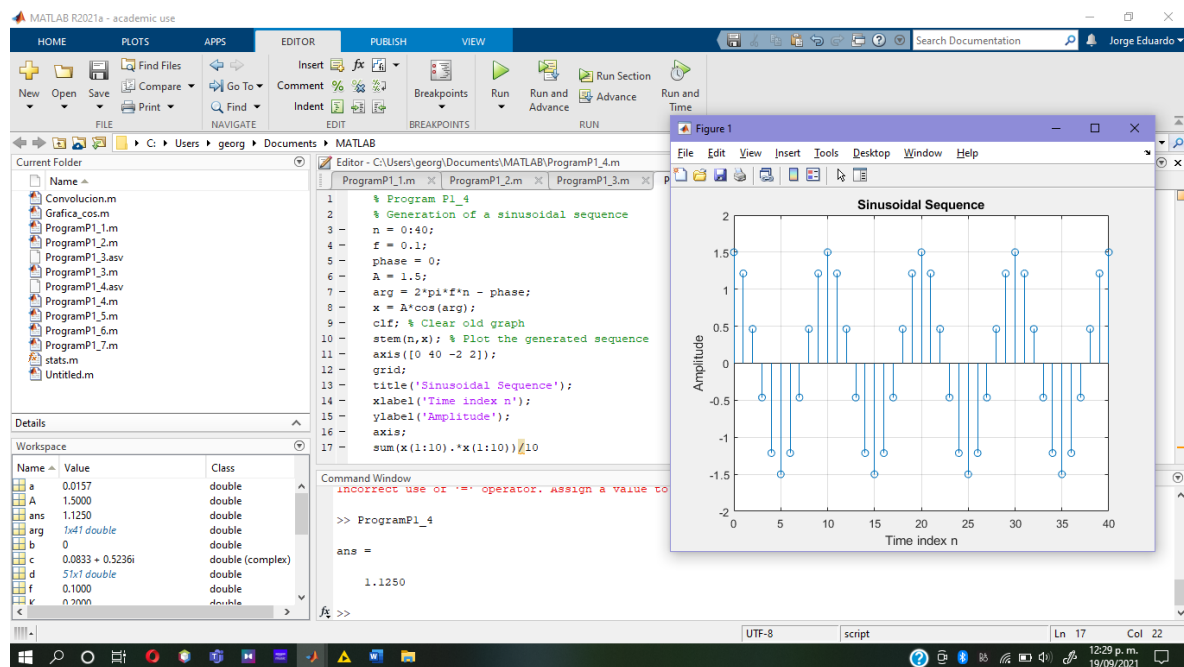 MATLAB R2021a - academic use
HOME PLOTS APPS EDITOR PUBLISH VIEW
Search Documentation
Jorge Eduardo
New Open Save
Find Files
Compare
Print
FILE
Go To
Find
NAVIGATE
Insert fx
Comment %
Indent
EDIT
Breakpoints
BREAKPOINTS
Run
Run and Advance
Run Section
Advance
Run and Time
RUN
C: Users georg Documents MATLAB
Current Folder
Name
Convolucion.m
Grafica_cos.m
ProgramP1_1.m
ProgramP1_2.m
ProgramP1_3.asv
ProgramP1_3.m
ProgramP1_4.asv
ProgramP1_4.m
ProgramP1_5.m
ProgramP1_6.m
ProgramP1_7.m
stats.m
Untitled.m
Details
Workspace
Name Value Class
a 0.0157 double
A 1.5000 double
ans 1.1250 double
arg 1x41 double double
b 0 double
c 0.0833 + 0.5236i double (complex)
d 51x1 double double
f 0.1000 double
K 0.2000 double
Editor - C:\Users\georg\Documents\MATLAB\ProgramP1_4.m
ProgramP1_1.m ProgramP1_2.m ProgramP1_3.m P
1 % Program P1_4
2 % Generation of a sinusoidal sequence
3 - n = 0:40;
4 - f = 0.1;
5 - phase = 0;
6 - A = 1.5;
7 - arg = 2*pi*f*n - phase;
8 - x = A*cos(arg);
9 - clf; % Clear old graph
10 - stem(n,x); % Plot the generated sequence
11 - axis([0 40 -2 2]);
12 - grid;
13 - title('Sinusoidal Sequence');
14 - xlabel('Time index n');
15 - ylabel('Amplitude');
16 - axis;
17 - sum(x(1:10).*x(1:10))/10
Command Window
Incorrect use of '=' operator. Assign a value to
>> ProgramP1_4
ans =
1.1250
fx >>
Figure 1
File Edit View Insert Tools Desktop Window Help
Sinusoidal Sequence
2
1.5
1
0.5
0
-0.5
-1
-1.5
-2
Amplitude
0 5 10 15 20 25 30 35 40
Time index n
UTF-8 script Ln 17 Col 22
12:29 p. m.
19/09/2021